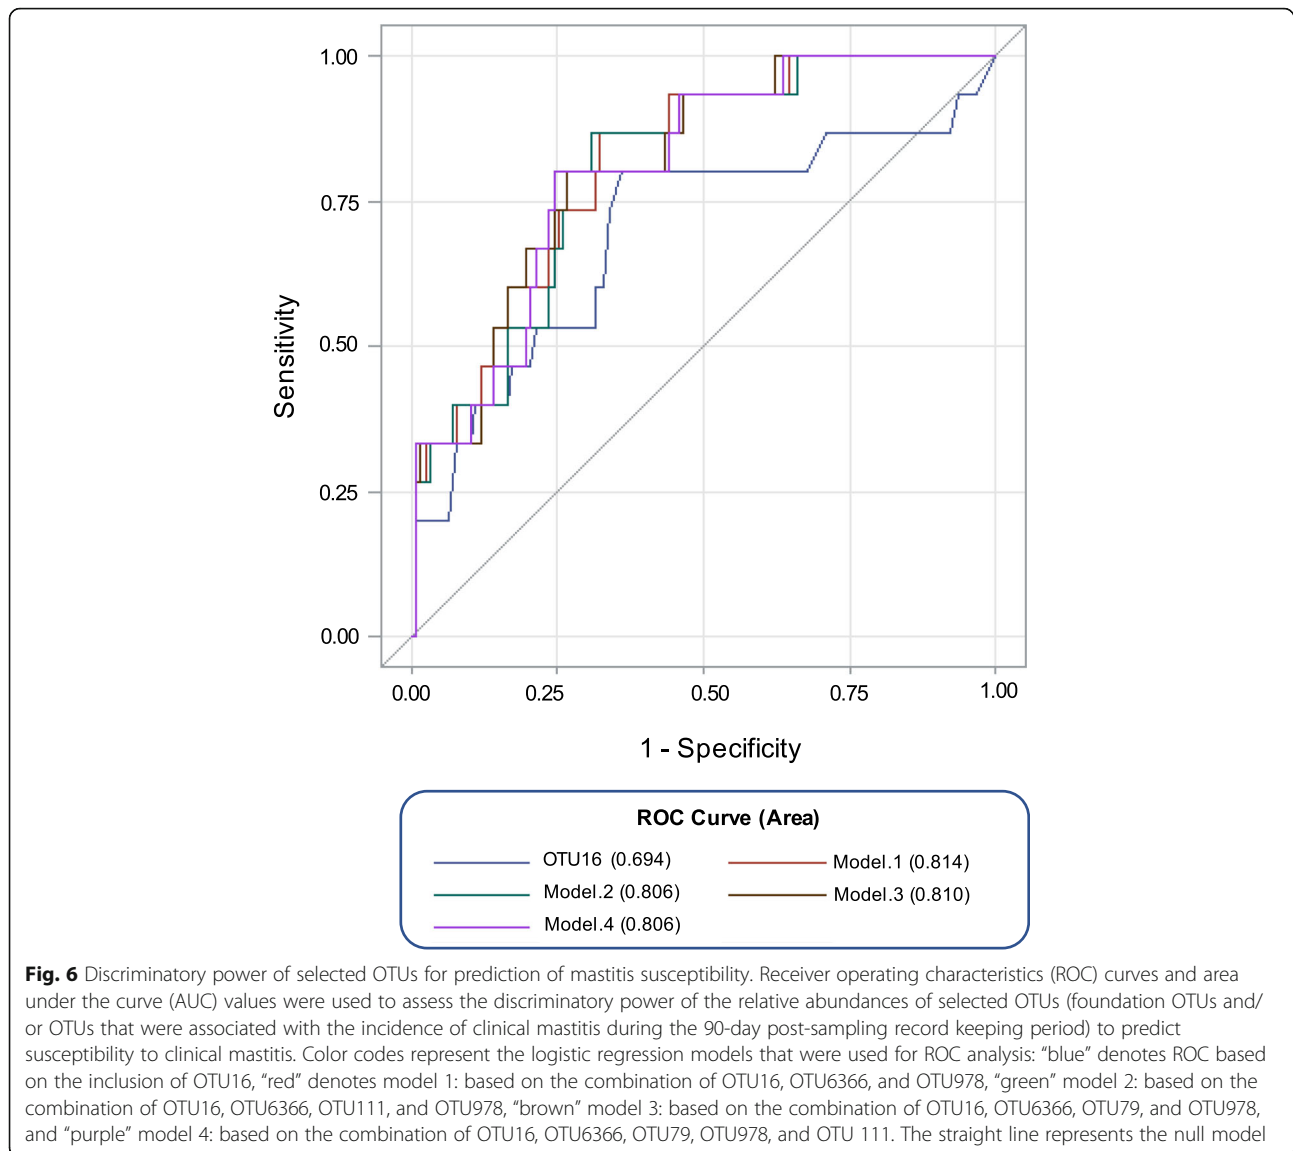 1.00
0.75
0.50
0.25
0.00
Sensitivity
0.00 0.25 0.50 0.75 1.00
1 - Specificity
ROC Curve (Area)
OTU16 (0.694) Model.1 (0.814)
Model.2 (0.806) Model.3 (0.810)
Model.4 (0.806)
Fig. 6 Discriminatory power of selected OTUs for prediction of mastitis susceptibility. Receiver operating characteristics (ROC) curves and area
under the curve (AUC) values were used to assess the discriminatory power of the relative abundances of selected OTUs (foundation OTUs and/
or OTUs that were associated with the incidence of clinical mastitis during the 90-day post-sampling record keeping period) to predict
susceptibility to clinical mastitis. Color codes represent the logistic regression models that were used for ROC analysis: “blue” denotes ROC based
on the inclusion of OTU16, “red” denotes model 1: based on the combination of OTU16, OTU6366, and OTU978, “green” model 2: based on the
combination of OTU16, OTU6366, OTU111, and OTU978, “brown” model 3: based on the combination of OTU16, OTU6366, OTU79, and OTU978,
and “purple” model 4: based on the combination of OTU16, OTU6366, OTU79, OTU978, and OTU 111. The straight line represents the null model